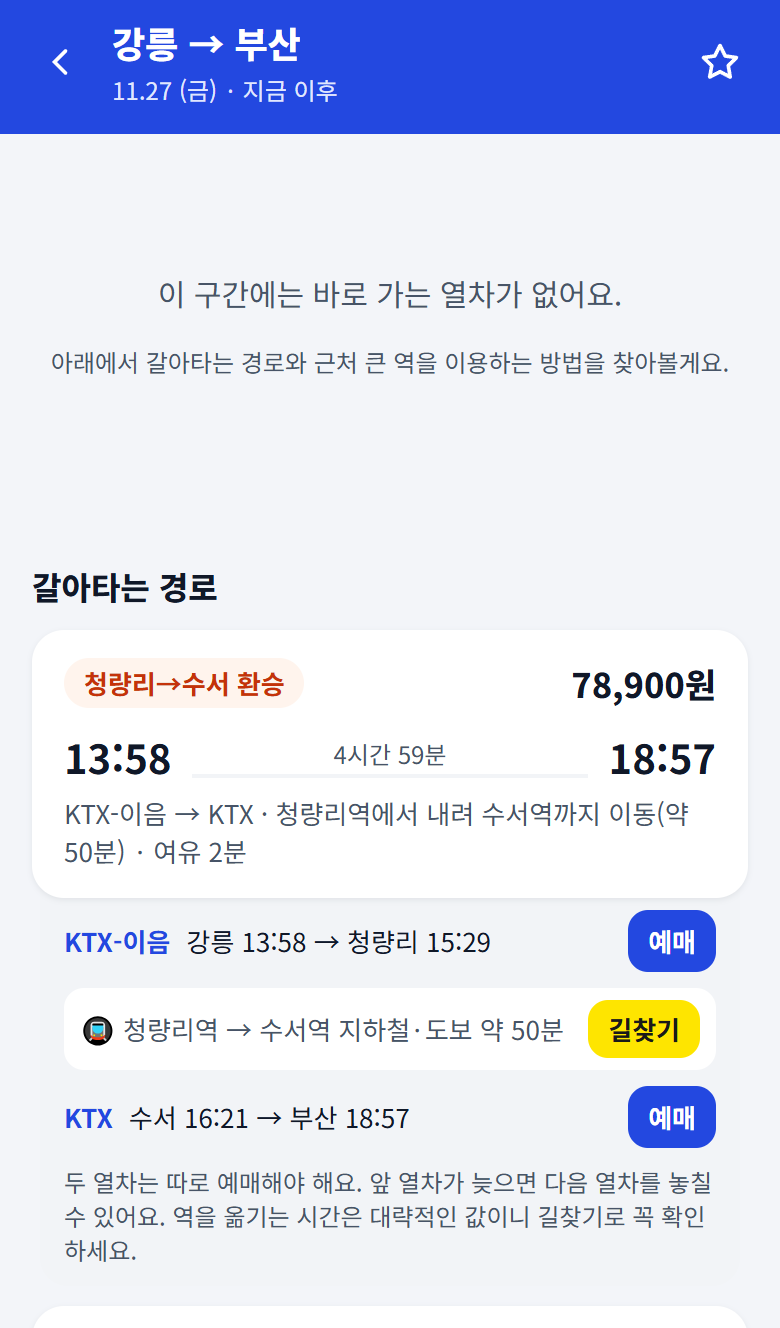 강릉 → 부산
11.27 (금) · 지금 이후
이 구간에는 바로 가는 열차가 없어요.
아래에서 갈아타는 경로와 근처 큰 역을 이용하는 방법을 찾아볼게요.
갈아타는 경로
청량리→수서 환승 78,900원
13:58 4시간 59분 18:57
KTX-이음 → KTX · 청량리역에서 내려 수서역까지 이동(약
50분) · 여유 2분
KTX-이음 강릉 13:58 → 청량리 15:29 예매
청량리역 → 수서역 지하철·도보 약 50분 길찾기
KTX 수서 16:21 → 부산 18:57 예매
두 열차는 따로 예매해야 해요. 앞 열차가 늦으면 다음 열차를 놓칠
수 있어요. 역을 옮기는 시간은 대략적인 값이니 길찾기로 꼭 확인
하세요.